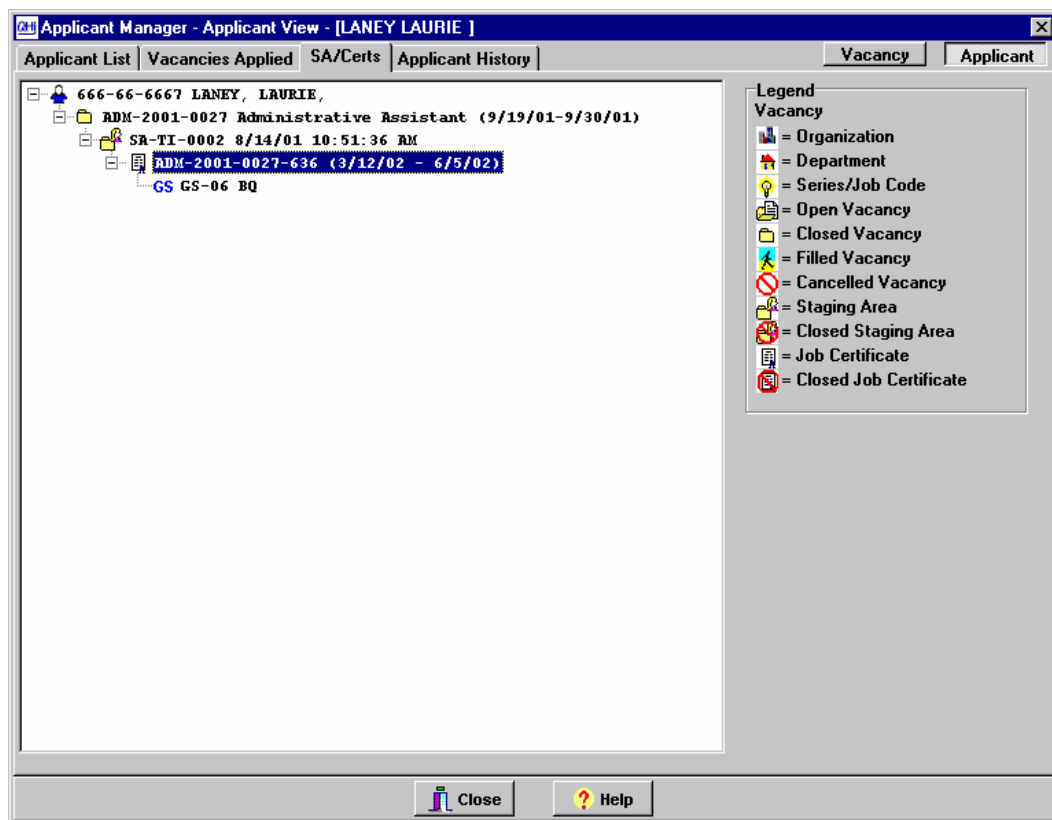 QHi Applicant Manager - Applicant View - [LANEY LAURIE ]
Applicant List Vacancies Applied SA/Certs Applicant History Vacancy Applicant
666-66-6667 LANEY, LAURIE,
ADM-2001-0027 Administrative Assistant (9/19/01-9/30/01)
SA-TI-0002 8/14/01 10:51:36 AM
ADM-2001-0027-636 (3/12/02 - 6/5/02)
GS GS-06 BQ
Legend
Vacancy
= Organization
= Department
= Series/Job Code
= Open Vacancy
= Closed Vacancy
= Filled Vacancy
= Cancelled Vacancy
= Staging Area
= Closed Staging Area
= Job Certificate
= Closed Job Certificate
Close ? Help